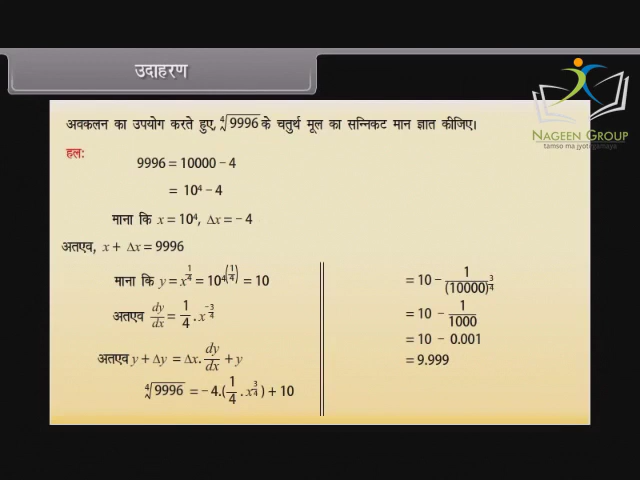 उदाहरण
NAGEEN GROUP
tamso ma jyotirgamaya
अवकलन का उपयोग करते हुए, ∜9996 के चतुर्थ मूल का सन्निकट मान ज्ञात कीजिए।
हल:
9996 = 10000 − 4
= 10⁴ − 4
माना कि x = 10⁴, Δx = − 4
अतएव, x + Δx = 9996
माना कि y = x^(1/4) = 10^(4(1/4)) = 10
अतएव dy/dx = 1/4 . x^(−3/4)
अतएव y + Δy = Δx. dy/dx + y
∜9996 = − 4.(1/4 . x^(3/4)) + 10
= 10 − 1/(10000)^(3/4)
= 10 − 1/1000
= 10 − 0.001
= 9.999